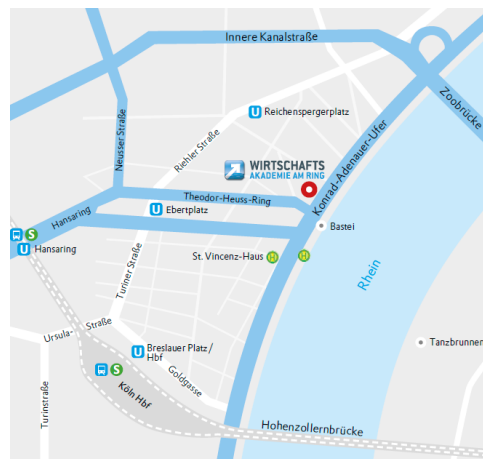 Innere Kanalstraße
Zoobrücke
Neusser Straße
U Reichenspergerplatz
Riehler Straße
Konrad-Adenauer-Ufer
WIRTSCHAFTS
AKADEMIE AM RING
Theodor-Heuss-Ring
Hansaring
U Ebertplatz
Bastei
S
U Hansaring
St. Vincenz-Haus H
H
Turiner Straße
Rhein
Ursula-
Straße
Tanzbrunnen
U Breslauer Platz/
Hbf
S
Goldgasse
Köln Hbf
Turinstraße
Hohenzollernbrücke